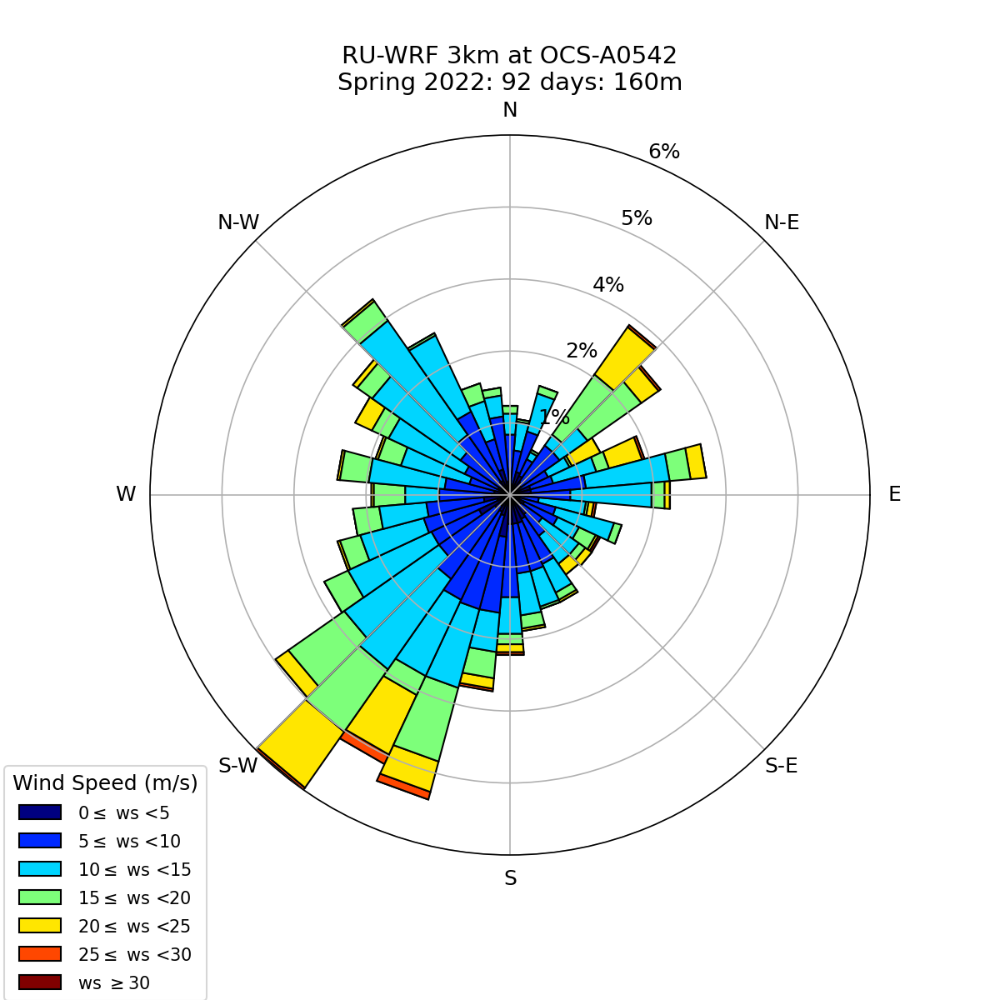 RU-WRF 3km at OCS-A0542
Spring 2022: 92 days: 160m
N
6%
N-W
5%
N-E
4%
2%
1%
W
E
S-W
S-E
S
Wind Speed (m/s)
0≤ ws <5
5≤ ws <10
10≤ ws <15
15≤ ws <20
20≤ ws <25
25≤ ws <30
ws ≥30